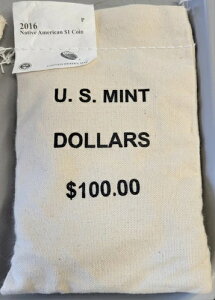 2016
P
Native American $1 Coin
U. S. MINT
DOLLARS
$100.00